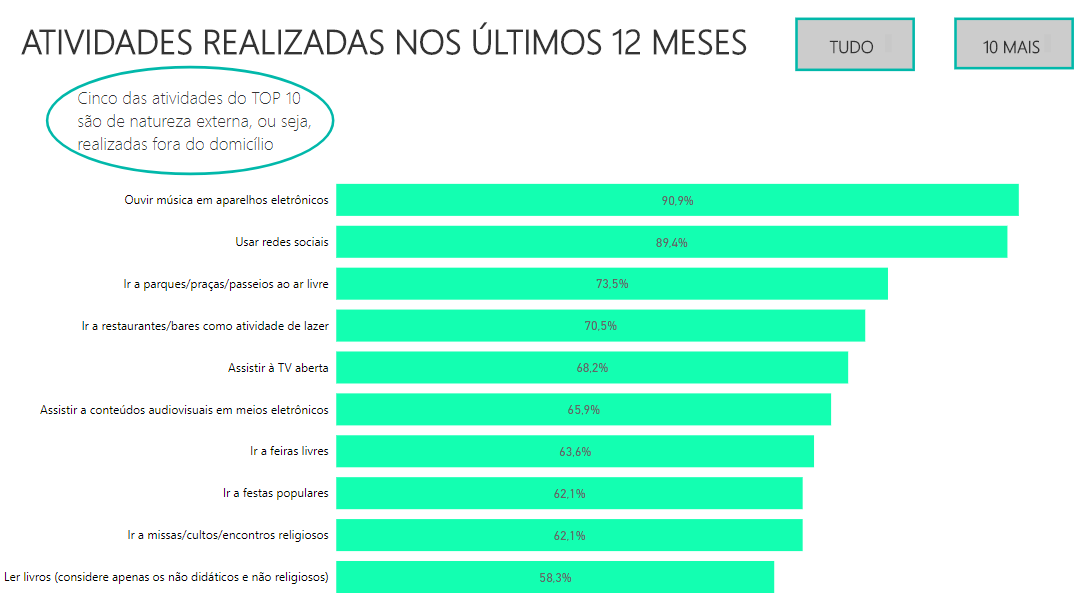 ATIVIDADES REALIZADAS NOS ÚLTIMOS 12 MESES
TUDO
10 MAIS
Cinco das atividades do TOP 10
são de natureza externa, ou seja,
realizadas fora do domicílio
Ouvir música em aparelhos eletrônicos 90,9%
Usar redes sociais 89,4%
Ir a parques/praças/passeios ao ar livre 73,5%
Ir a restaurantes/bares como atividade de lazer 70,5%
Assistir à TV aberta 68,2%
Assistir a conteúdos audiovisuais em meios eletrônicos 65,9%
Ir a feiras livres 63,6%
Ir a festas populares 62,1%
Ir a missas/cultos/encontros religiosos 62,1%
Ler livros (considere apenas os não didáticos e não religiosos) 58,3%